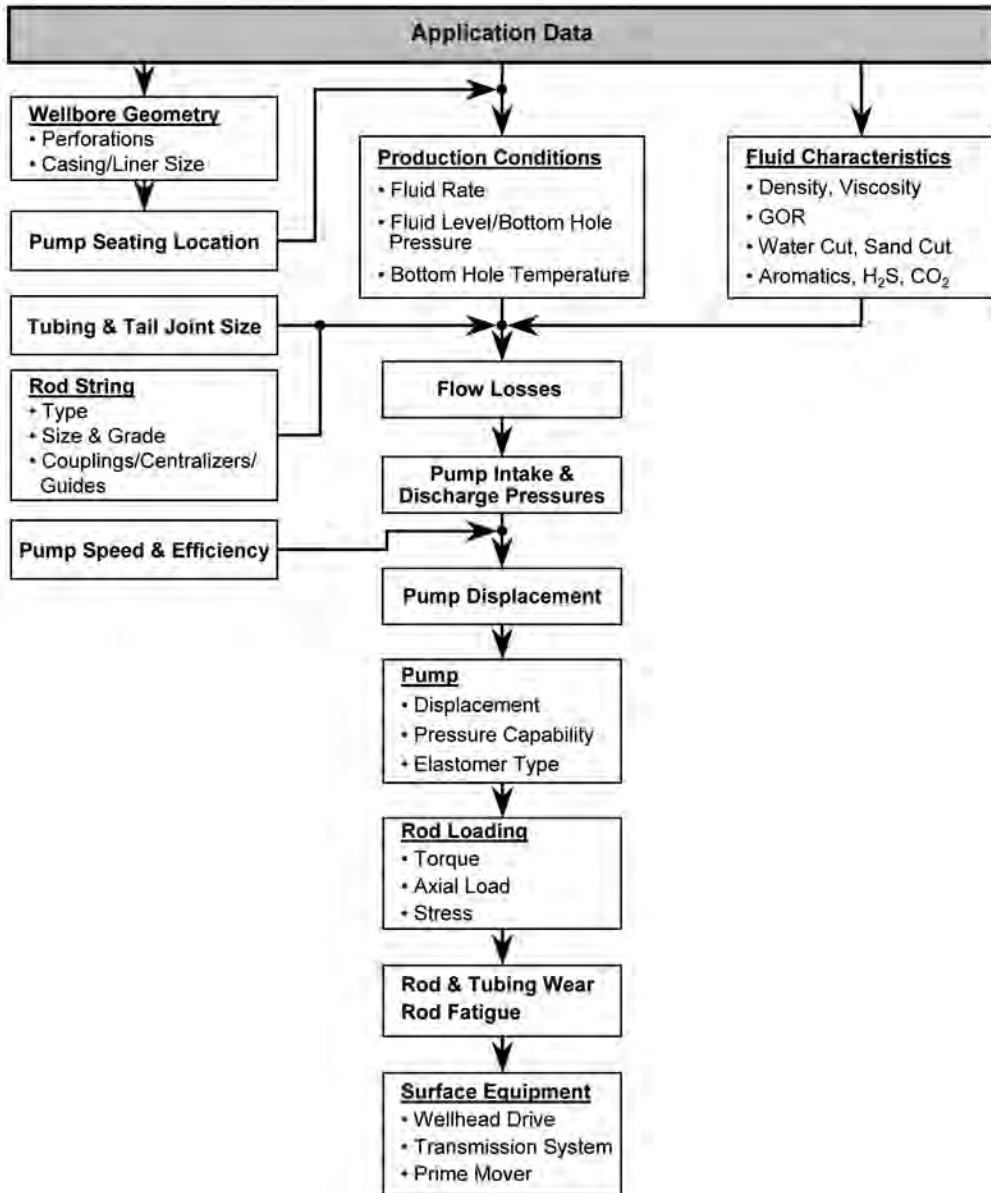 Application Data
Wellbore Geometry
• Perforations
• Casing/Liner Size
Pump Seating Location
Production Conditions
• Fluid Rate
• Fluid Level/Bottom Hole
Pressure
• Bottom Hole Temperature
Fluid Characteristics
• Density, Viscosity
• GOR
• Water Cut, Sand Cut
• Aromatics, H₂S, CO₂
Tubing & Tail Joint Size
Rod String
• Type
• Size & Grade
• Couplings/Centralizers/
Guides
Flow Losses
Pump Intake &
Discharge Pressures
Pump Speed & Efficiency
Pump Displacement
Pump
• Displacement
• Pressure Capability
• Elastomer Type
Rod Loading
• Torque
• Axial Load
• Stress
Rod & Tubing Wear
Rod Fatigue
Surface Equipment
• Wellhead Drive
• Transmission System
• Prime Mover